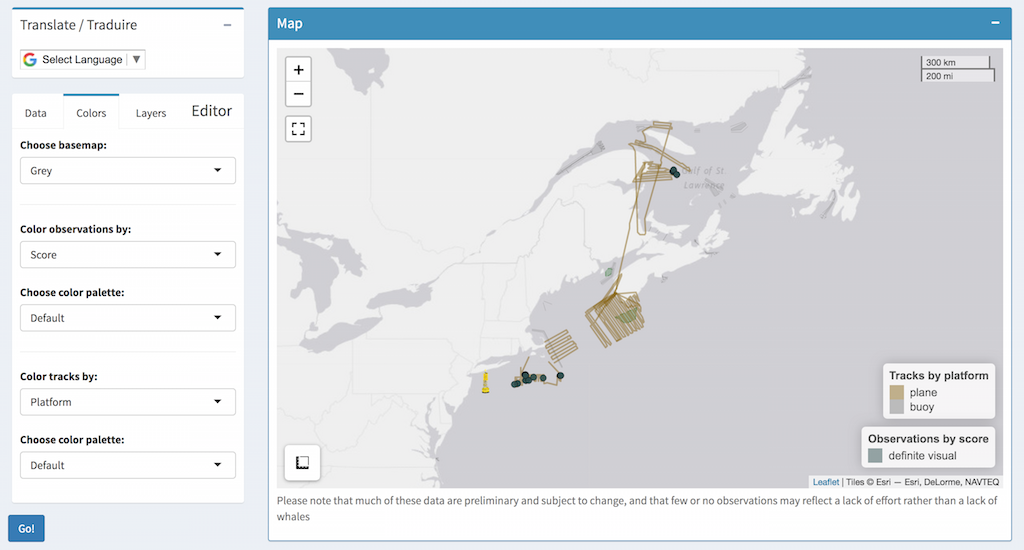 Translate / Traduire
Select Language
Data Colors Layers Editor
Choose basemap:
Grey
Color observations by:
Score
Choose color palette:
Default
Color tracks by:
Platform
Choose color palette:
Default
Go!
Map
+
−
300 km
200 mi
Gulf of St
Lawrence
Tracks by platform
plane
buoy
Observations by score
definite visual
Leaflet | Tiles © Esri — Esri, DeLorme, NAVTEQ
Please note that much of these data are preliminary and subject to change, and that few or no observations may reflect a lack of effort rather than a lack of
whales